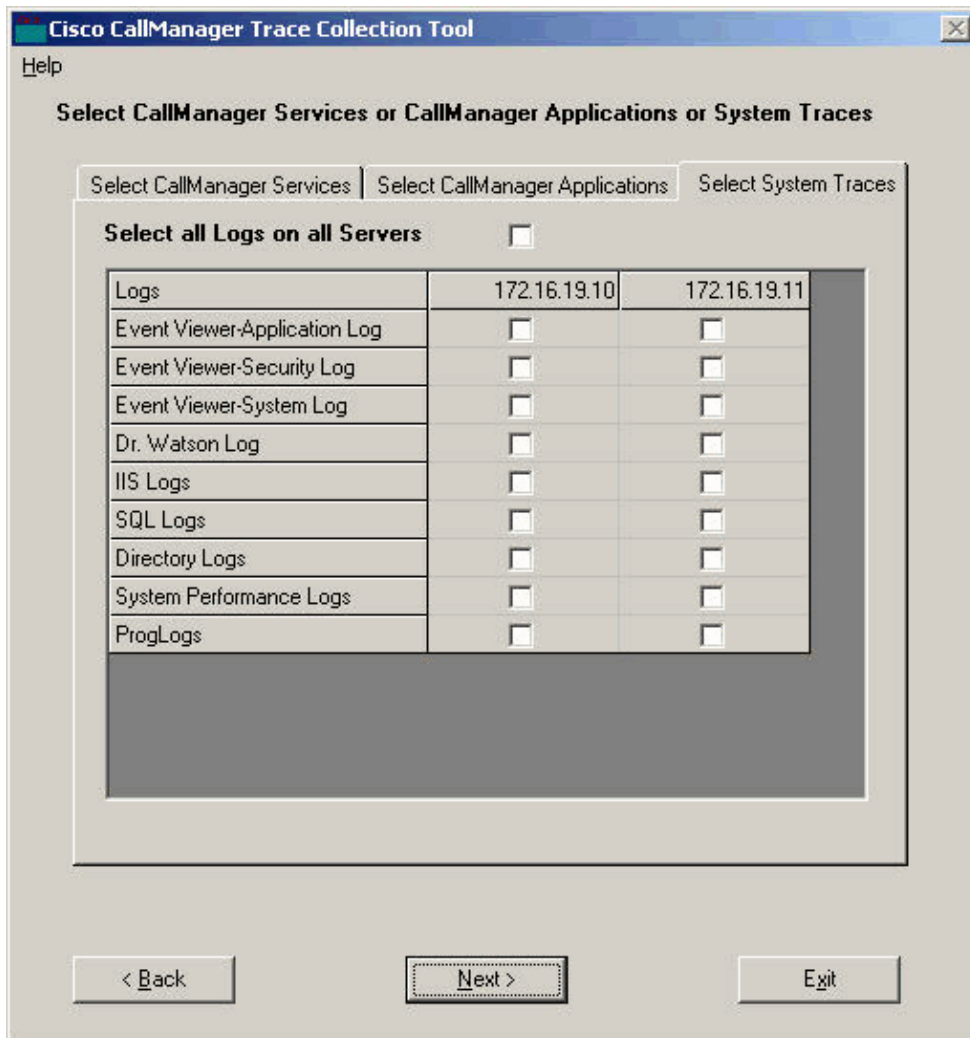 Cisco CallManager Trace Collection Tool
Help
Select CallManager Services or CallManager Applications or System Traces
Select CallManager Services Select CallManager Applications Select System Traces
Select all Logs on all Servers
Logs 172.16.19.10 172.16.19.11
Event Viewer-Application Log
Event Viewer-Security Log
Event Viewer-System Log
Dr. Watson Log
IIS Logs
SQL Logs
Directory Logs
System Performance Logs
ProgLogs
< Back Next > Exit